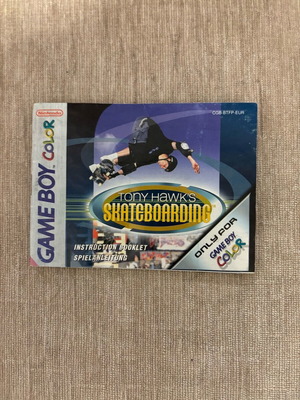 Nintendo
CGB-BTFP-EUR
GAME BOY COLOR
TONY HAWK'S
SKATEBOARDING
INSTRUCTION BOOKLET
SPIELANLEITUNG
ONLY FOR
GAME BOY
COLOR